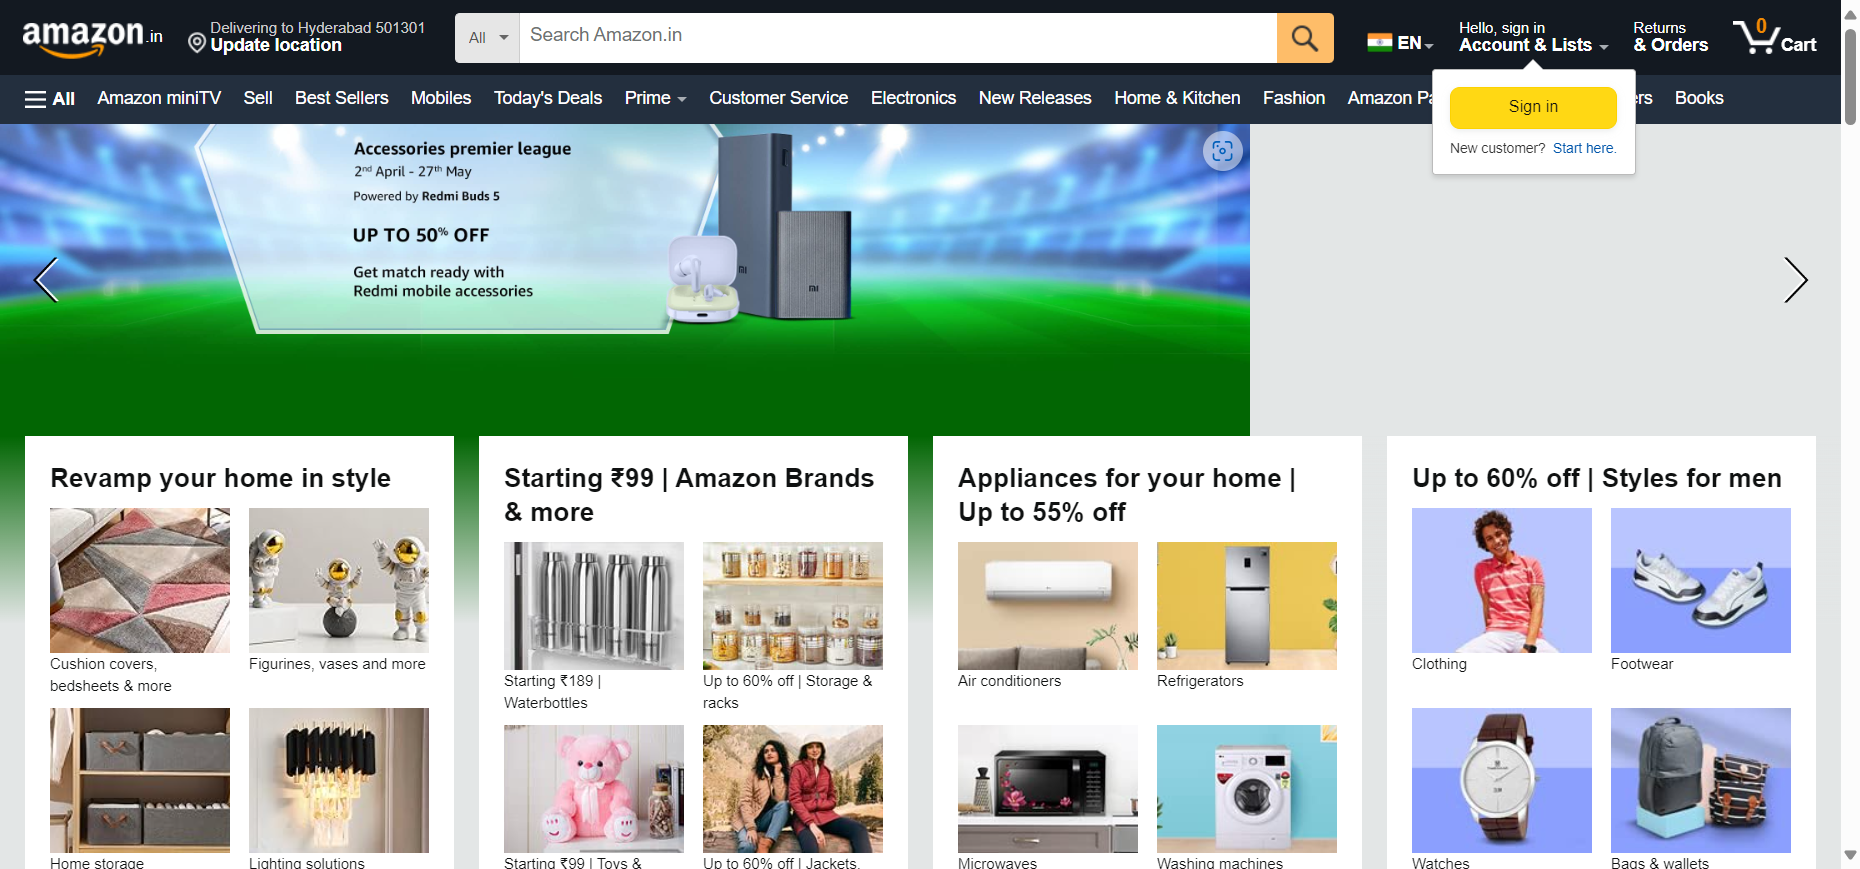 amazon.in
Delivering to Hyderabad 501301
Update location
All
Search Amazon.in
EN
Hello, sign in
Account & Lists
Returns
& Orders
0
Cart
All
Amazon miniTV
Sell
Best Sellers
Mobiles
Today's Deals
Prime
Customer Service
Electronics
New Releases
Home & Kitchen
Fashion
Amazon
Books
Sign in
New customer? Start here.
Accessories premier league
2nd April - 27th May
Powered by Redmi Buds 5
UP TO 50% OFF
Get match ready with
Redmi mobile accessories
MI
MI
Revamp your home in style
Cushion covers,
bedsheets & more
Figurines, vases and more
Home storage
Lighting solutions
Starting ₹99 | Amazon Brands
& more
Starting ₹189 |
Waterbottles
Up to 60% off | Storage &
racks
Starting ₹99 | Toys &
Up to 60% off | Jackets,
Appliances for your home |
Up to 55% off
Air conditioners
Refrigerators
Microwaves
Washing machines
Up to 60% off | Styles for men
Clothing
Footwear
Watches
Bags & wallets